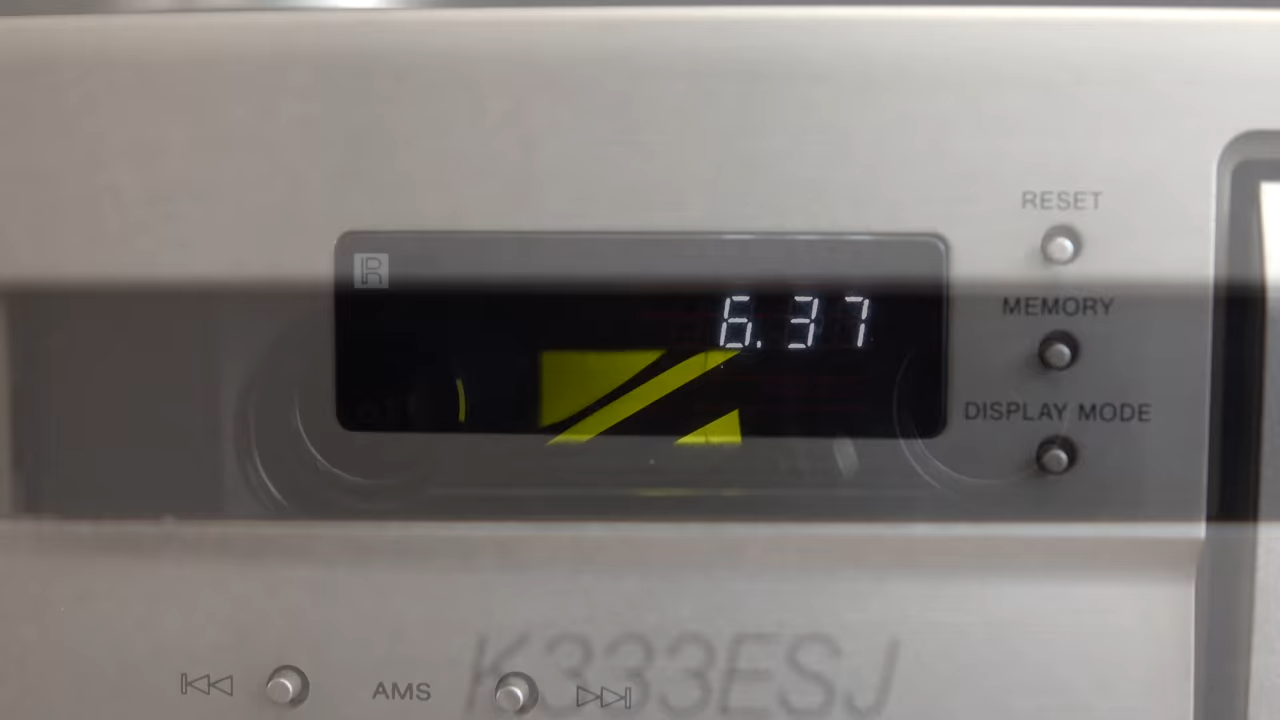 RESET
R
6.37
MEMORY
DISPLAY MODE
K333ESJ
AMS